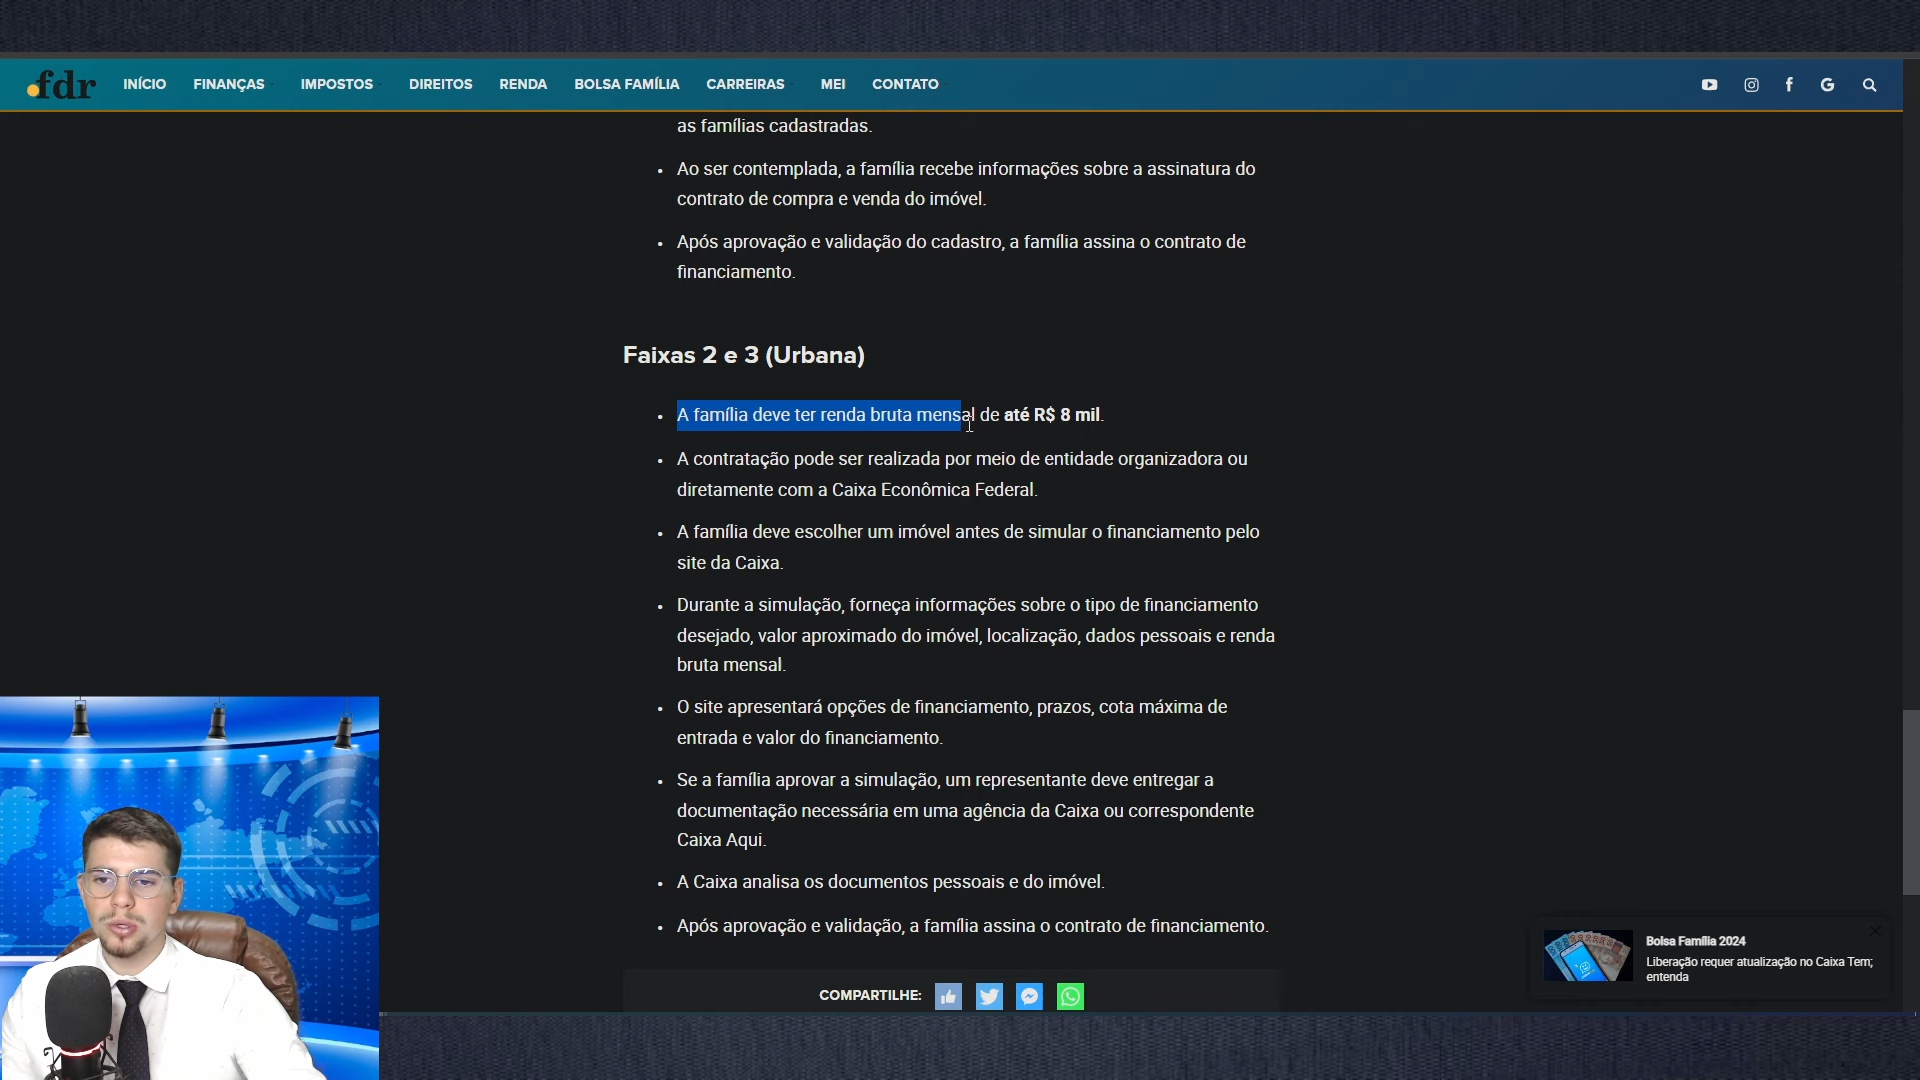 fdr INÍCIO FINANÇAS IMPOSTOS DIREITOS RENDA BOLSA FAMÍLIA CARREIRAS MEI CONTATO
as famílias cadastradas.
Ao ser contemplada, a família recebe informações sobre a assinatura do
contrato de compra e venda do imóvel.
Após aprovação e validação do cadastro, a família assina o contrato de
financiamento.
Faixas 2 e 3 (Urbana)
A família deve ter renda bruta mensal de até R$ 8 mil.
A contratação pode ser realizada por meio de entidade organizadora ou
diretamente com a Caixa Econômica Federal.
A família deve escolher um imóvel antes de simular o financiamento pelo
site da Caixa.
Durante a simulação, forneça informações sobre o tipo de financiamento
desejado, valor aproximado do imóvel, localização, dados pessoais e renda
bruta mensal.
O site apresentará opções de financiamento, prazos, cota máxima de
entrada e valor do financiamento.
Se a família aprovar a simulação, um representante deve entregar a
documentação necessária em uma agência da Caixa ou correspondente
Caixa Aqui.
A Caixa analisa os documentos pessoais e do imóvel.
Após aprovação e validação, a família assina o contrato de financiamento.
COMPARTILHE:
Bolsa Família 2024
Liberação requer atualização no Caixa Tem;
entenda